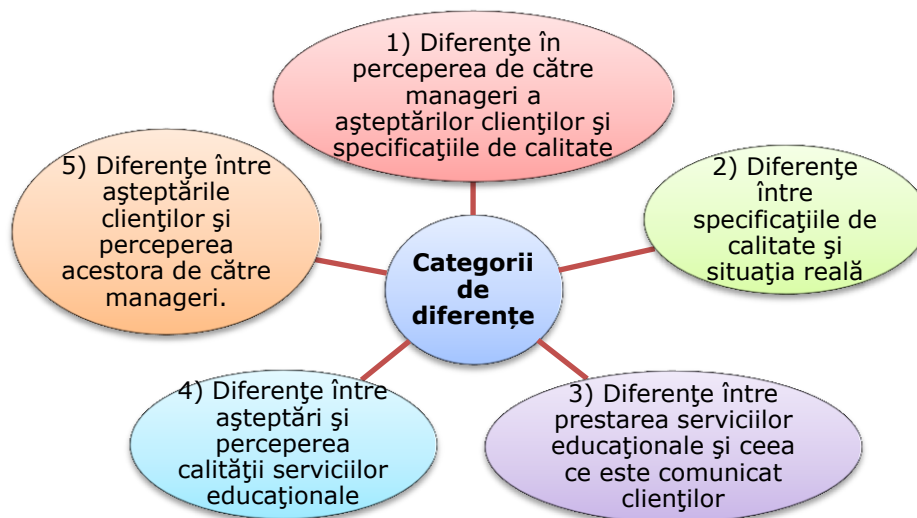 1) Diferenţe în
perceperea de către
manageri a
aşteptărilor clienţilor şi
specificaţiile de calitate
2) Diferenţe
între
specificaţiile de
calitate şi
situaţia reală
3) Diferenţe între
prestarea serviciilor
educaţionale şi ceea
ce este comunicat
clienţilor
4) Diferenţe între
aşteptări şi
perceperea
calităţii serviciilor
educaţionale
5) Diferenţe între
aşteptările
clienţilor şi
perceperea
acestora de către
manageri.
Categorii
de
diferențe